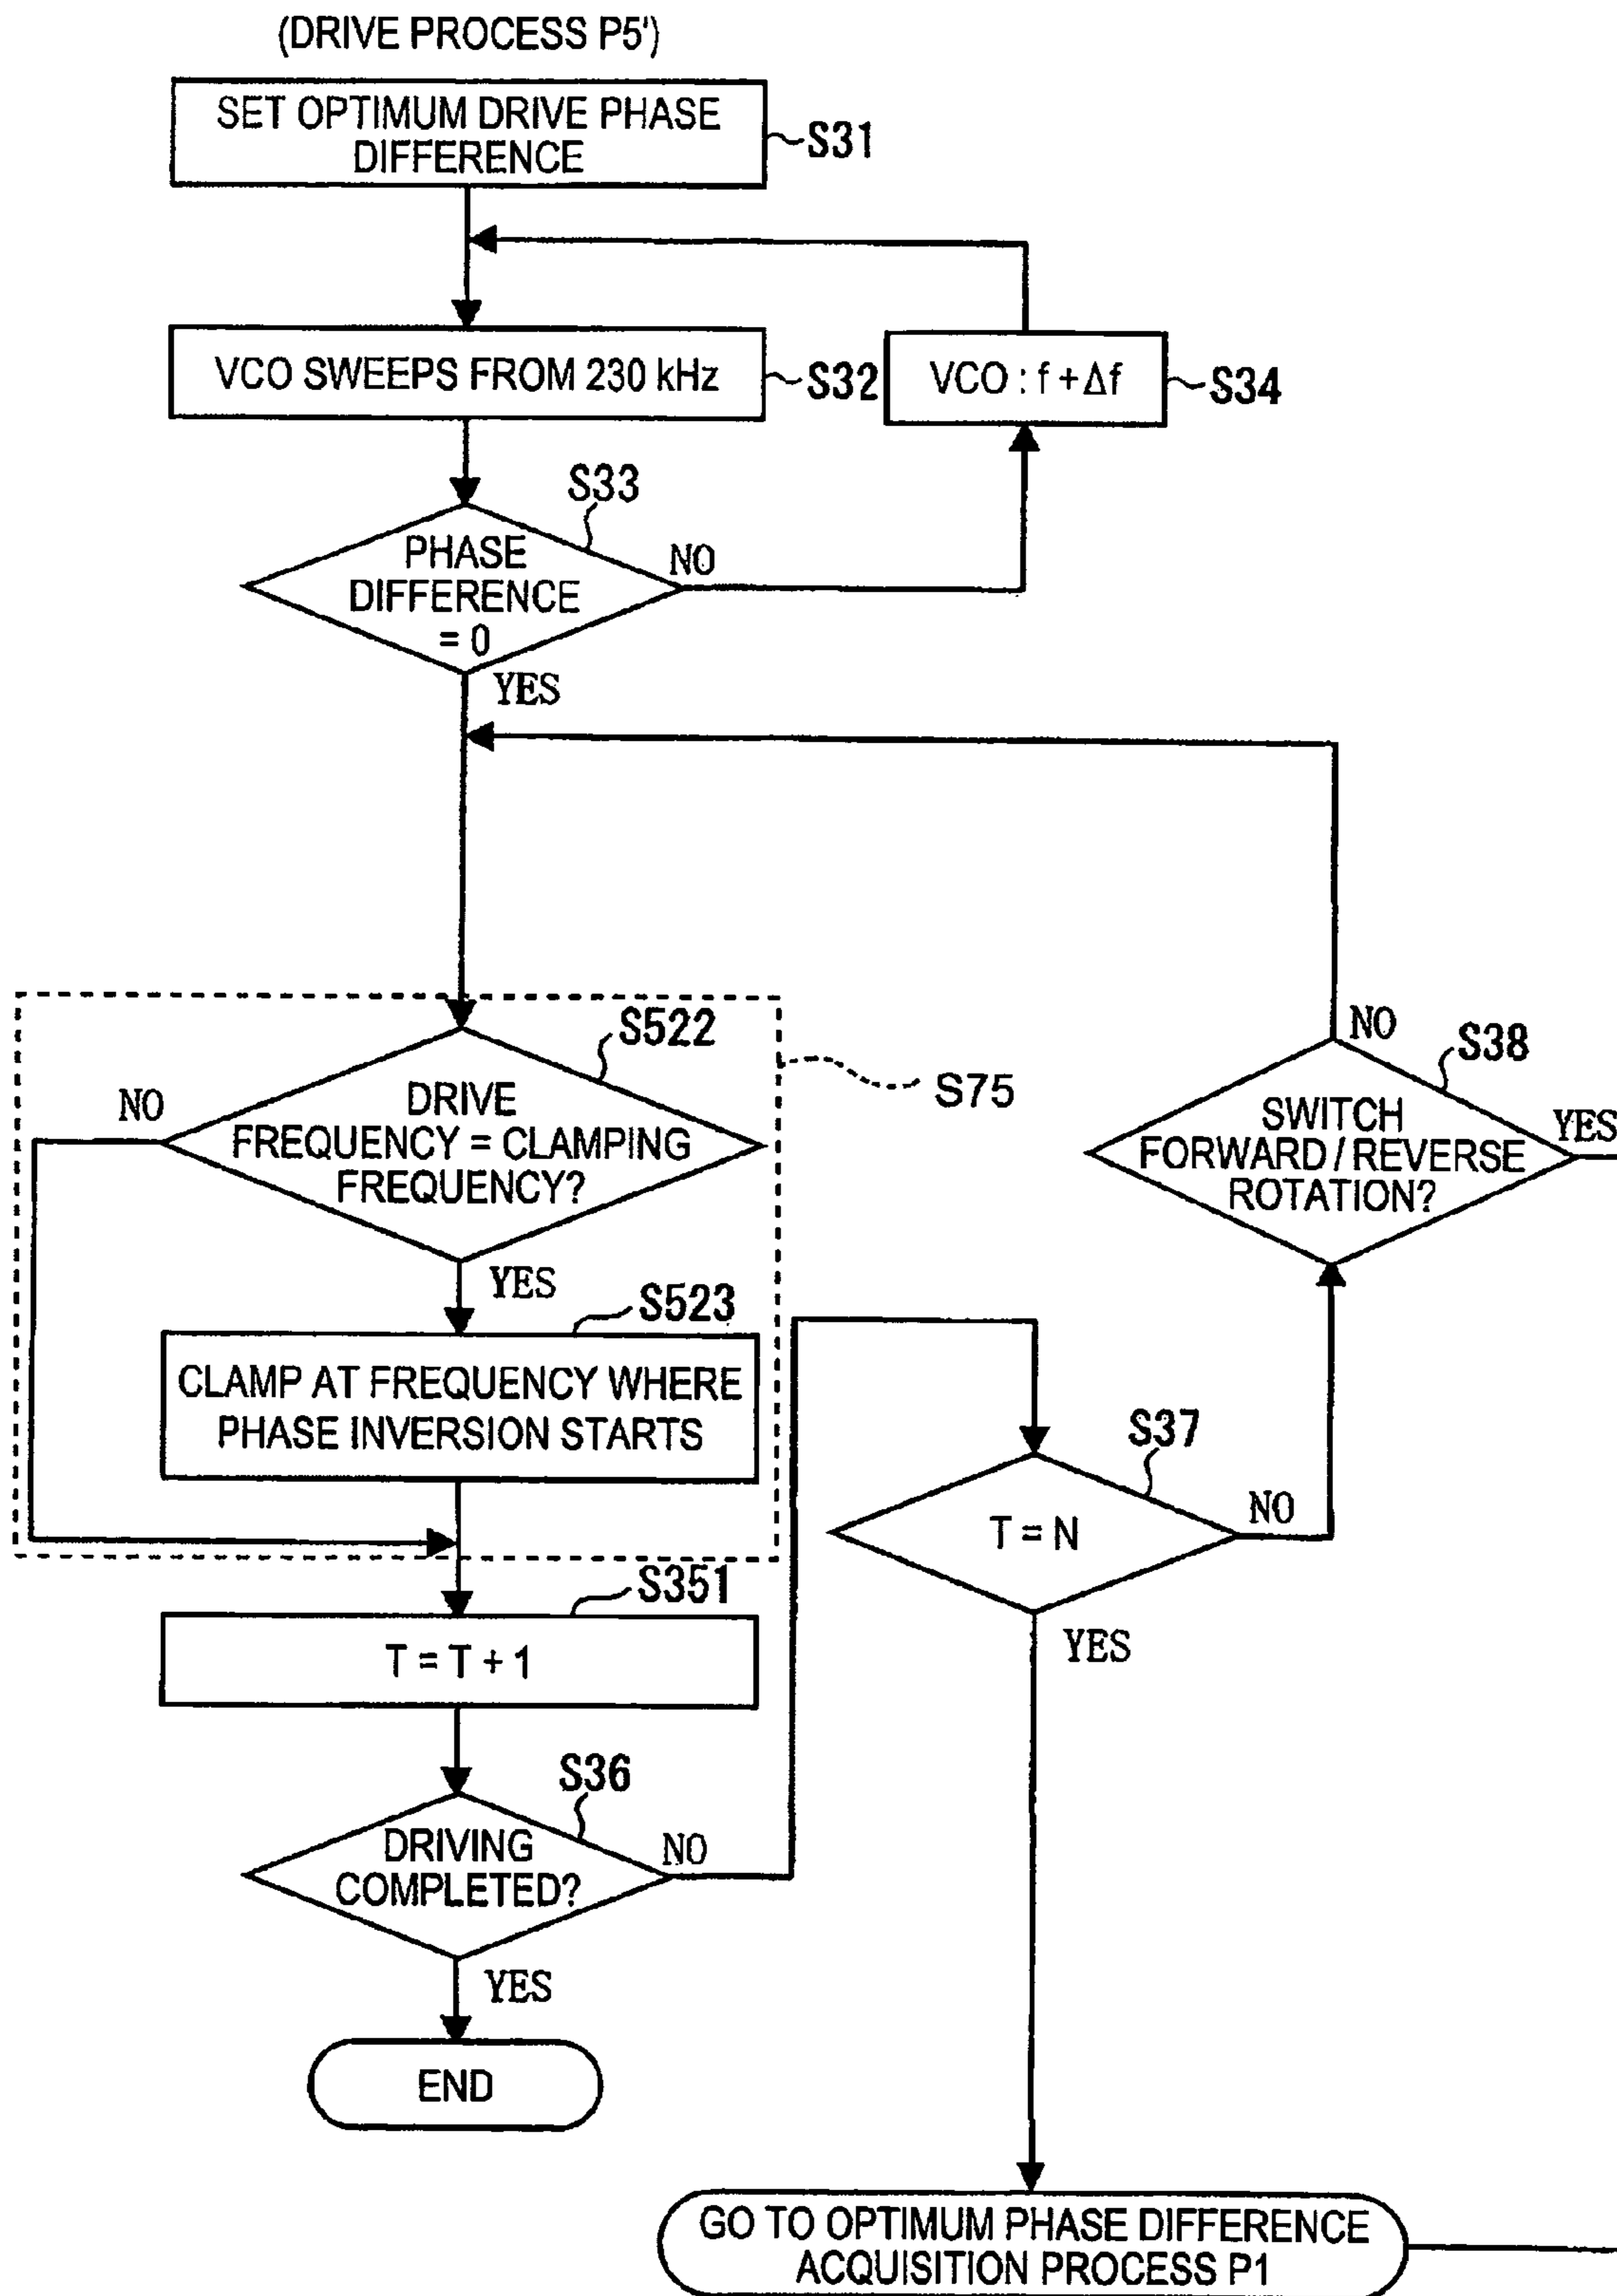 (DRIVE PROCESS P5')
SET OPTIMUM DRIVE PHASE
DIFFERENCE
S31
VCO SWEEPS FROM 230 kHz
S32
VCO : f + Δf
S34
S33
PHASE
DIFFERENCE
= 0
NO
YES
S522
DRIVE
FREQUENCY = CLAMPING
FREQUENCY?
NO
YES
S75
S523
CLAMP AT FREQUENCY WHERE
PHASE INVERSION STARTS
S351
T = T + 1
S36
DRIVING
COMPLETED?
NO
YES
END
S37
T = N
NO
YES
S38
SWITCH
FORWARD / REVERSE
ROTATION?
NO
YES
GO TO OPTIMUM PHASE DIFFERENCE
ACQUISITION PROCESS P1